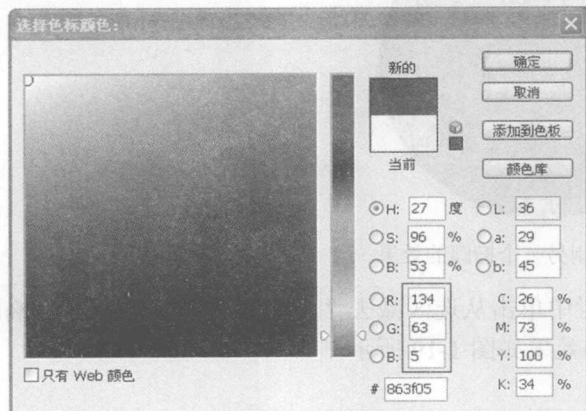 选择色标颜色:
新的
当前
确定
取消
添加到色板
颜色库
H: 27 度
S: 96 %
B: 53 %
R: 134
G: 63
B: 5
# 863f05
L: 36
a: 29
b: 45
C: 26 %
M: 73 %
Y: 100 %
K: 34 %
只有 Web 颜色